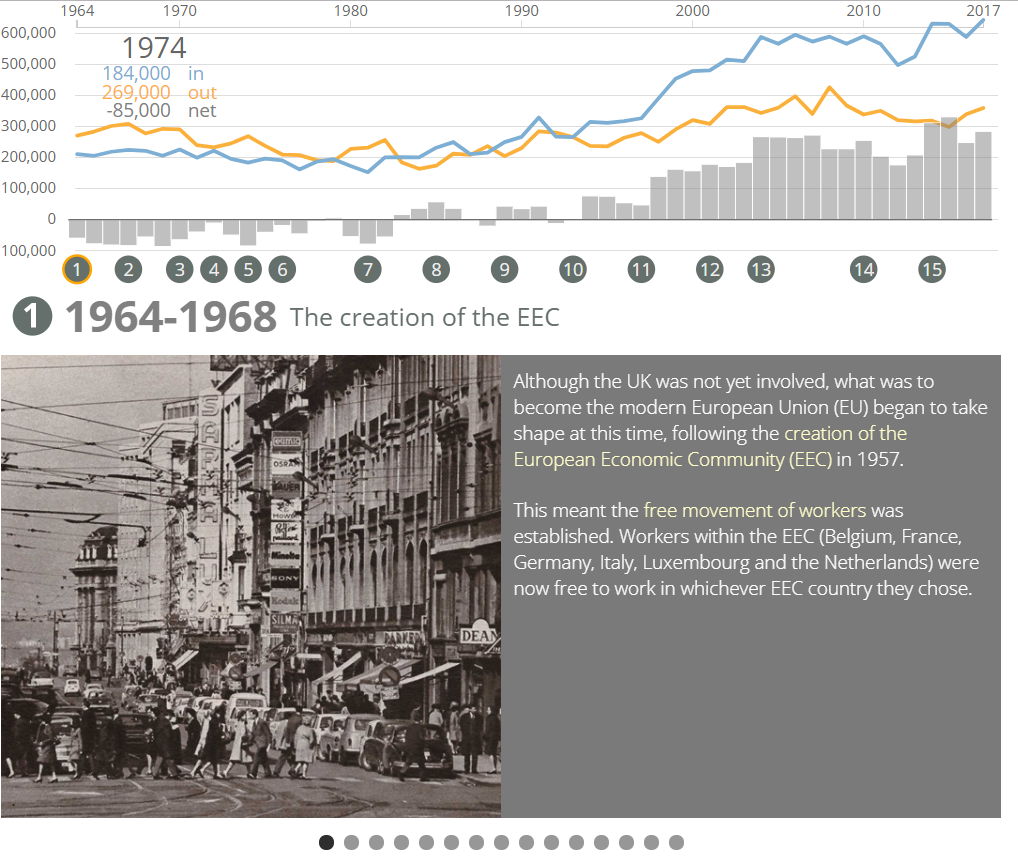 1964 1970 1980 1990 2000 2010 2017
600,000
500,000
400,000
300,000
200,000
100,000
0
100,000
1974
184,000 in
269,000 out
-85,000 net
1 2 3 4 5 6 7 8 9 10 11 12 13 14 15
1 1964-1968 The creation of the EEC
Although the UK was not yet involved, what was to
become the modern European Union (EU) began to take
shape at this time, following the creation of the
European Economic Community (EEC) in 1957.
This meant the free movement of workers was
established. Workers within the EEC (Belgium, France,
Germany, Italy, Luxembourg and the Netherlands) were
now free to work in whichever EEC country they chose.
eumig
OSRAM
SONY
SILMA
PARKER
DEAN